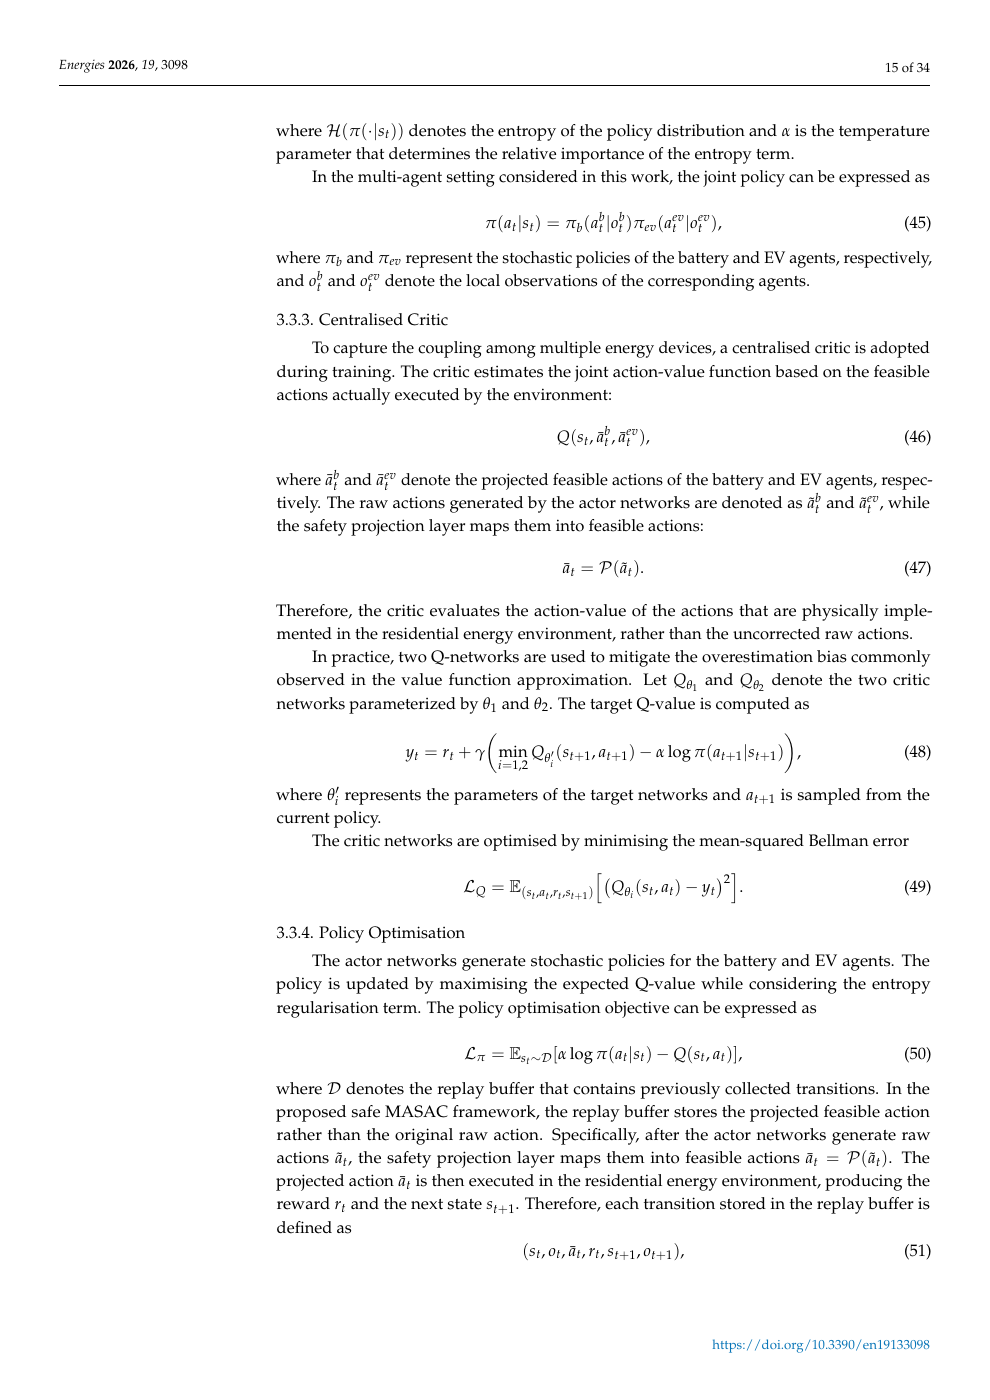 Energies 2026, 19, 3098
15 of 34
where ℋ(π(·|s_t)) denotes the entropy of the policy distribution and α is the temperature
parameter that determines the relative importance of the entropy term.
In the multi-agent setting considered in this work, the joint policy can be expressed as
π(a_t|s_t) = π_b(a_t^b|o_t^b)π_{ev}(a_t^{ev}|o_t^{ev}), (45)
where π_b and π_{ev} represent the stochastic policies of the battery and EV agents, respectively,
and o_t^b and o_t^{ev} denote the local observations of the corresponding agents.
3.3.3. Centralised Critic
To capture the coupling among multiple energy devices, a centralised critic is adopted
during training. The critic estimates the joint action-value function based on the feasible
actions actually executed by the environment:
Q(s_t, ā_t^b, ā_t^{ev}), (46)
where ā_t^b and ā_t^{ev} denote the projected feasible actions of the battery and EV agents, respec-
tively. The raw actions generated by the actor networks are denoted as ã_t^b and ã_t^{ev}, while
the safety projection layer maps them into feasible actions:
ā_t = 𝒫(ã_t). (47)
Therefore, the critic evaluates the action-value of the actions that are physically imple-
mented in the residential energy environment, rather than the uncorrected raw actions.
In practice, two Q-networks are used to mitigate the overestimation bias commonly
observed in the value function approximation. Let Q_{θ_1} and Q_{θ_2} denote the two critic
networks parameterized by θ_1 and θ_2. The target Q-value is computed as
y_t = r_t + γ( min_{i=1,2} Q_{θ′_i}(s_{t+1}, a_{t+1}) − α log π(a_{t+1}|s_{t+1}) ), (48)
where θ′_i represents the parameters of the target networks and a_{t+1} is sampled from the
current policy.
The critic networks are optimised by minimising the mean-squared Bellman error
ℒ_Q = 𝔼_{(s_t,a_t,r_t,s_{t+1})}[(Q_{θ_i}(s_t, a_t) − y_t)^2]. (49)
3.3.4. Policy Optimisation
The actor networks generate stochastic policies for the battery and EV agents. The
policy is updated by maximising the expected Q-value while considering the entropy
regularisation term. The policy optimisation objective can be expressed as
ℒ_π = 𝔼_{s_t∼𝒟}[α log π(a_t|s_t) − Q(s_t, a_t)], (50)
where 𝒟 denotes the replay buffer that contains previously collected transitions. In the
proposed safe MASAC framework, the replay buffer stores the projected feasible action
rather than the original raw action. Specifically, after the actor networks generate raw
actions ã_t, the safety projection layer maps them into feasible actions ā_t = 𝒫(ã_t). The
projected action ā_t is then executed in the residential energy environment, producing the
reward r_t and the next state s_{t+1}. Therefore, each transition stored in the replay buffer is
defined as
(s_t, o_t, ā_t, r_t, s_{t+1}, o_{t+1}), (51)
https://doi.org/10.3390/en19133098